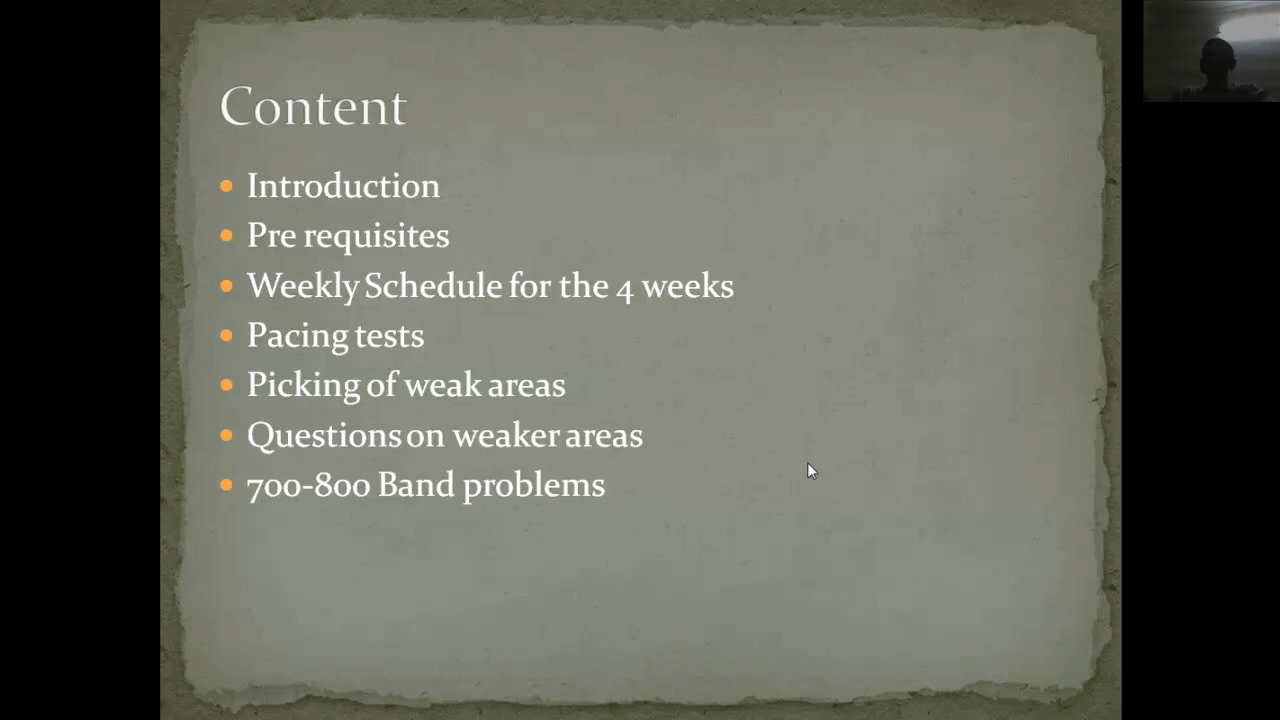 Content
Introduction
Pre requisites
Weekly Schedule for the 4 weeks
Pacing tests
Picking of weak areas
Questions on weaker areas
700-800 Band problems